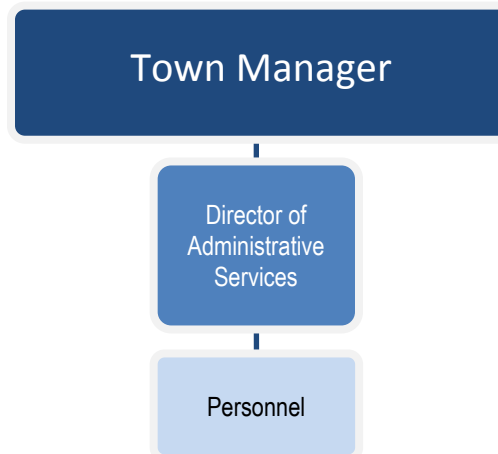 Town Manager
Director of
Administrative
Services
Personnel